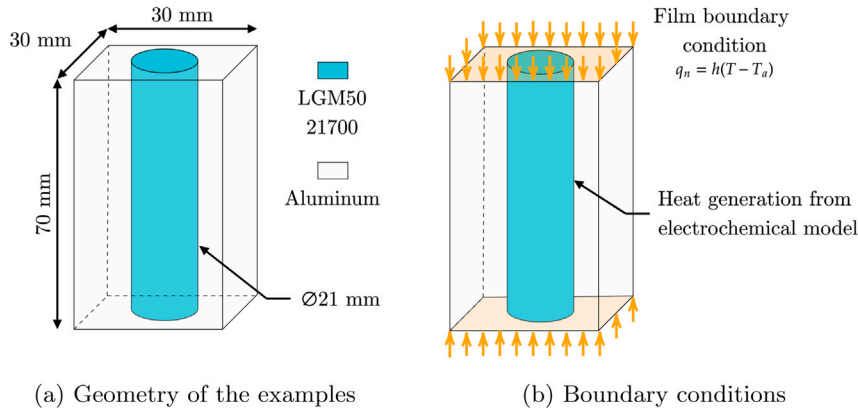 30 mm
30 mm
70 mm
LGM50
21700
Aluminum
∅21 mm
(a) Geometry of the examples
Film boundary
condition
qₙ = h(T − Tₐ)
Heat generation from
electrochemical model
(b) Boundary conditions